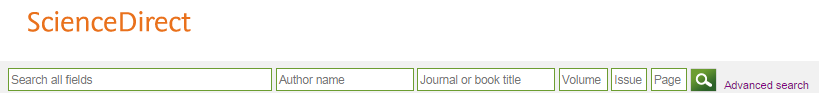 ScienceDirect
Search all fields Author name Journal or book title Volume Issue Page Advanced search